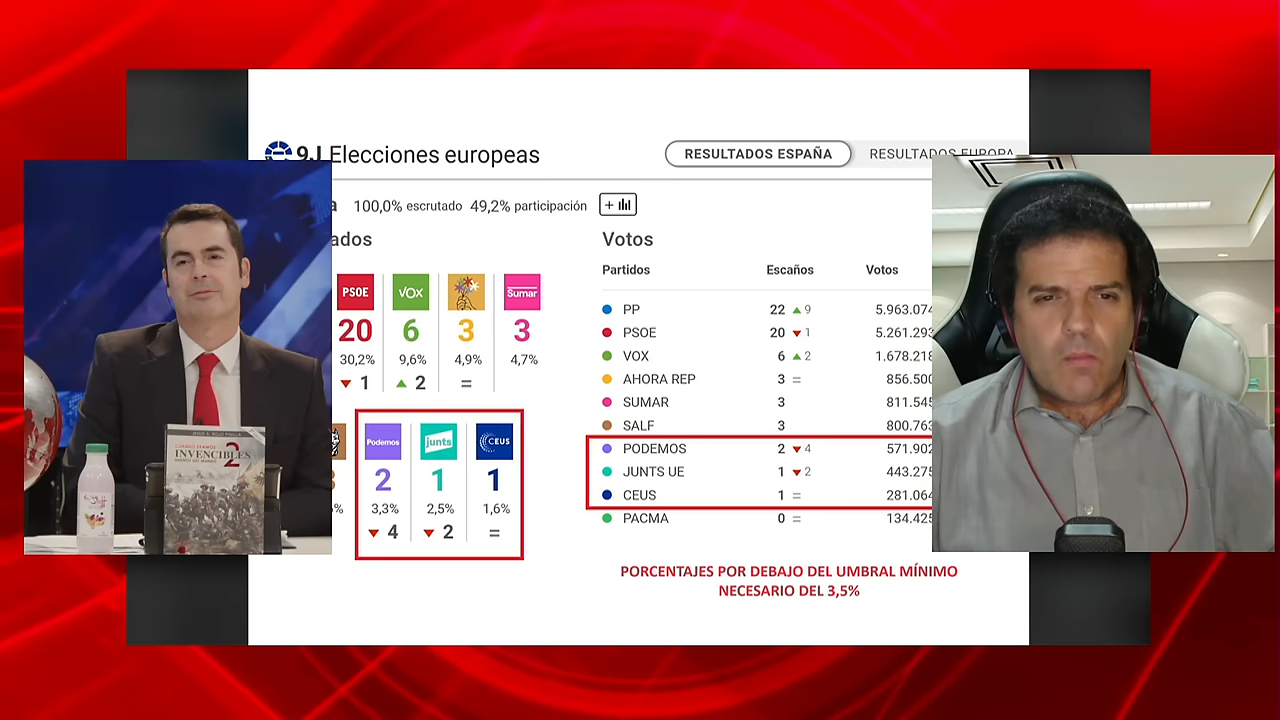 9J Elecciones europeas
RESULTADOS ESPAÑA
RESULTADOS EUROPA
100,0% escrutado 49,2% participación
ados
PSOE
VOX
Sumar
20
6
3
3
30,2%
9,6%
4,9%
4,7%
1
2
=
Podemos
junts
CEUS
2
1
1
3,3%
2,5%
1,6%
4
2
=
Votos
Partidos Escaños Votos
PP 22 9 5.963.074
PSOE 20 1 5.261.293
VOX 6 2 1.678.218
AHORA REP 3 = 856.500
SUMAR 3 811.545
SALF 3 800.763
PODEMOS 2 4 571.902
JUNTS UE 1 2 443.275
CEUS 1 = 281.064
PACMA 0 = 134.425
PORCENTAJES POR DEBAJO DEL UMBRAL MÍNIMO
NECESARIO DEL 3,5%
INVENCIBLES
2